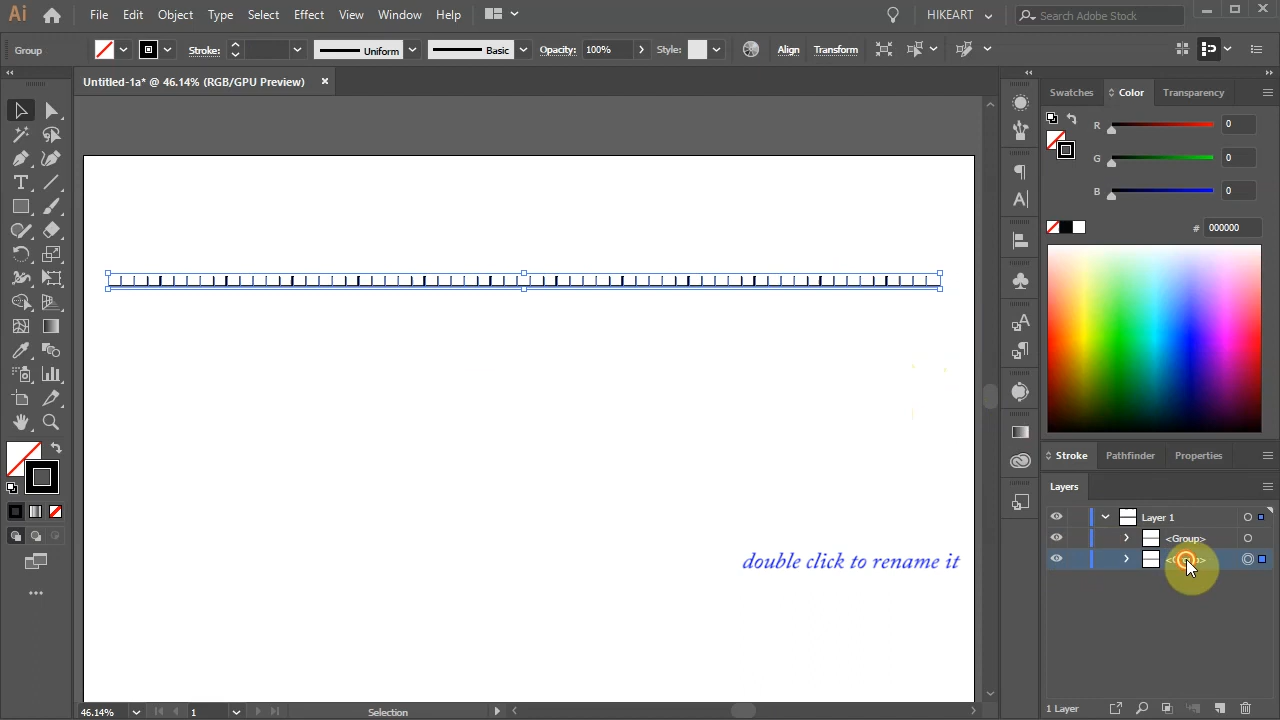 Ai File Edit Object Type Select Effect View Window Help HIKEART Search Adobe Stock
Group Stroke: Uniform Basic Opacity: 100% Style: Align Transform
Untitled-1a* @ 46.14% (RGB/GPU Preview)
Swatches Color Transparency
R 0
G 0
B 0
# 000000
double click to rename it
Stroke Pathfinder Properties
Layers
Layer 1
<Group>
46.14% 1 Selection
1 Layer